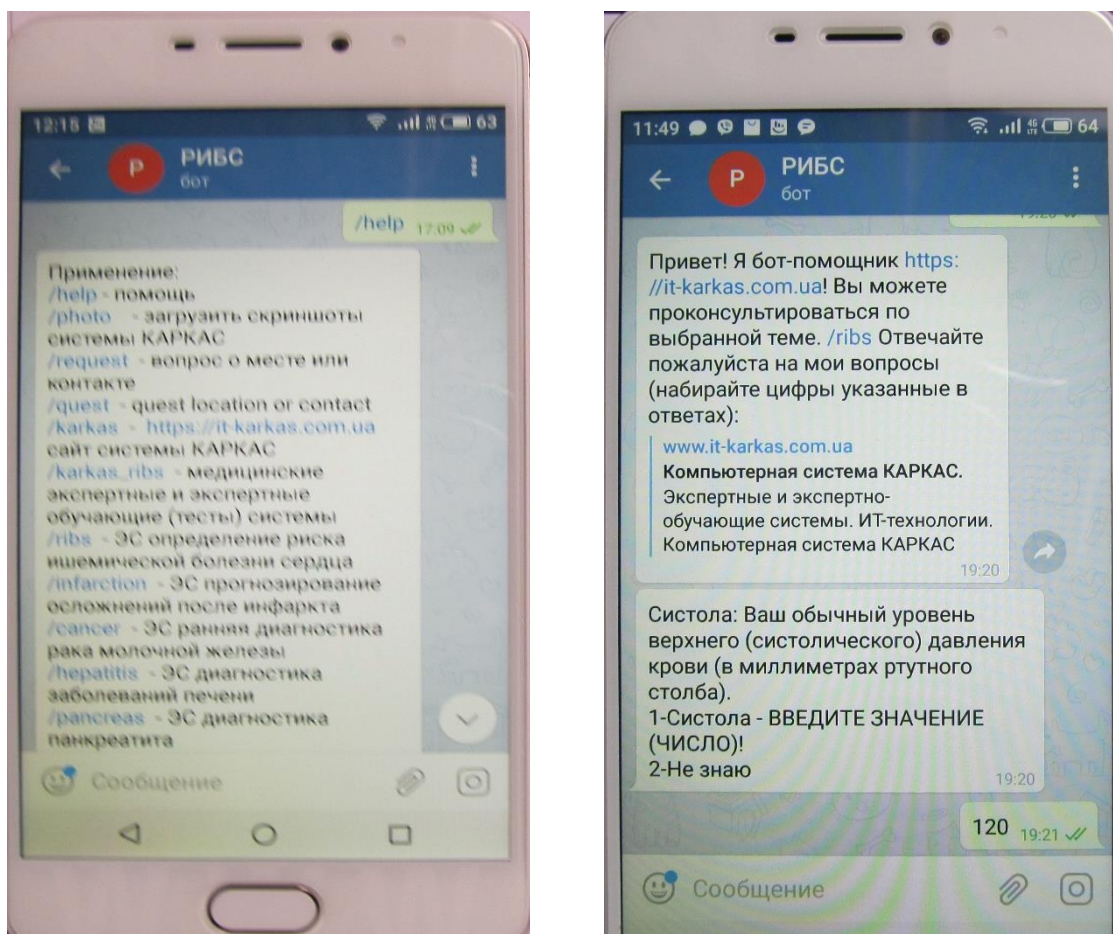 12:15
63
Р
РИБС
бот
/help 17:09
Применение:
/help - помощь
/photo - загрузить скриншоты
системы КАРКАС
/request - вопрос о месте или
контакте
/quest - quest location or contact
/karkas - https://it-karkas.com.ua
сайт системы КАРКАС
/karkas_ribs - медицинские
экспертные и экспертные
обучающие (тесты) системы
/ribs - ЭС определение риска
ишемической болезни сердца
/infarction - ЭС прогнозирование
осложнений после инфаркта
/cancer - ЭС ранняя диагностика
рака молочной железы
/hepatitis - ЭС диагностика
заболеваний печени
/pancreas - ЭС диагностика
панкреатита
Сообщение
11:49
4G
LTE
64
Р
РИБС
бот
Привет! Я бот-помощник https:
//it-karkas.com.ua! Вы можете
проконсультироваться по
выбранной теме. /ribs Отвечайте
пожалуйста на мои вопросы
(набирайте цифры указанные в
ответах):
www.it-karkas.com.ua
Компьютерная система КАРКАС.
Экспертные и экспертно-
обучающие системы. ИТ-технологии.
Компьютерная система КАРКАС
19:20
Систола: Ваш обычный уровень
верхнего (систолического) давления
крови (в миллиметрах ртутного
столба).
1-Систола - ВВЕДИТЕ ЗНАЧЕНИЕ
(ЧИСЛО)!
2-Не знаю
19:20
120 19:21
Сообщение